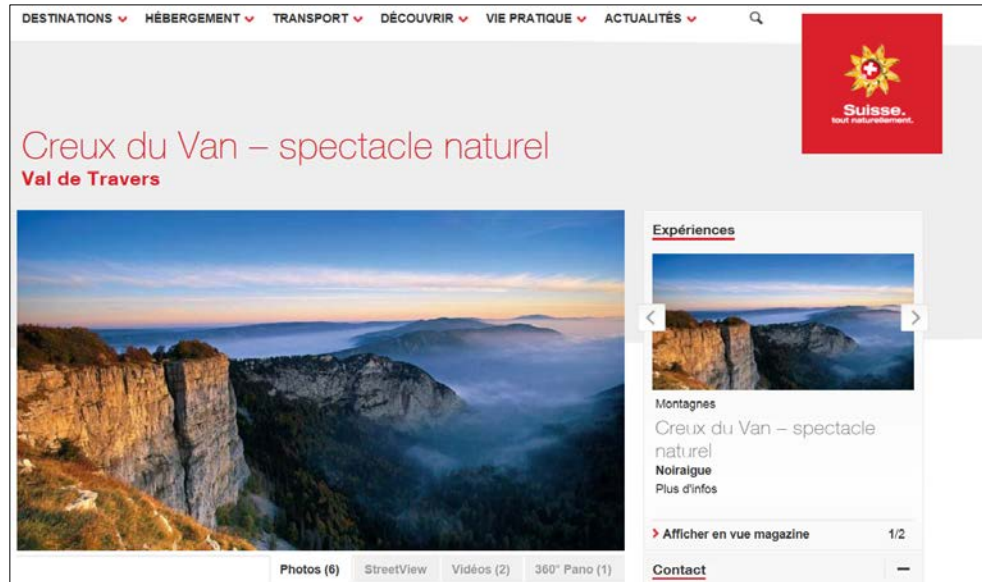 DESTINATIONS HÉBERGEMENT TRANSPORT DÉCOUVRIR VIE PRATIQUE ACTUALITÉS
Suisse.
tout naturellement.
Creux du Van – spectacle naturel
Val de Travers
Expériences
Montagnes
Creux du Van – spectacle
naturel
Noiraigue
Plus d'infos
Afficher en vue magazine 1/2
Photos (6) StreetView Vidéos (2) 360° Pano (1)
Contact